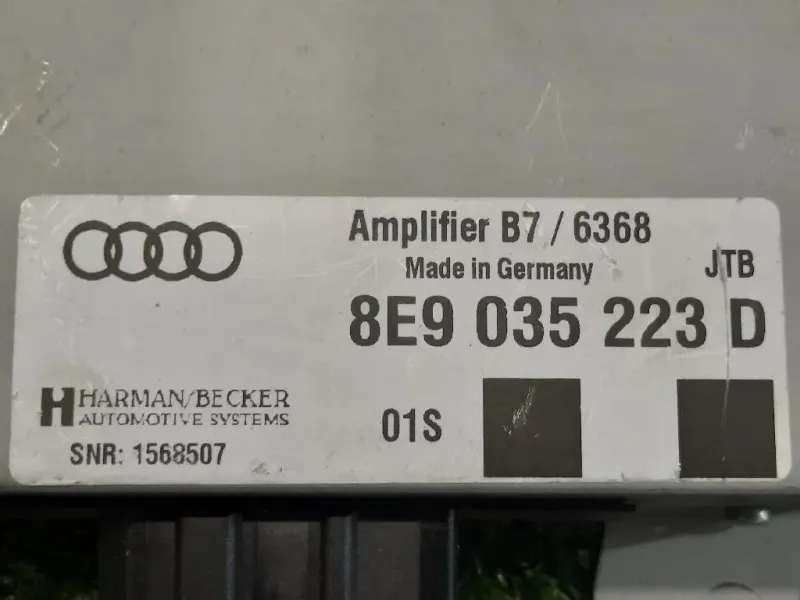 Amplifier B7 / 6368
Made in Germany JTB
8E9 035 223 D
HARMAN/BECKER
AUTOMOTIVE SYSTEMS
01S
SNR: 1568507